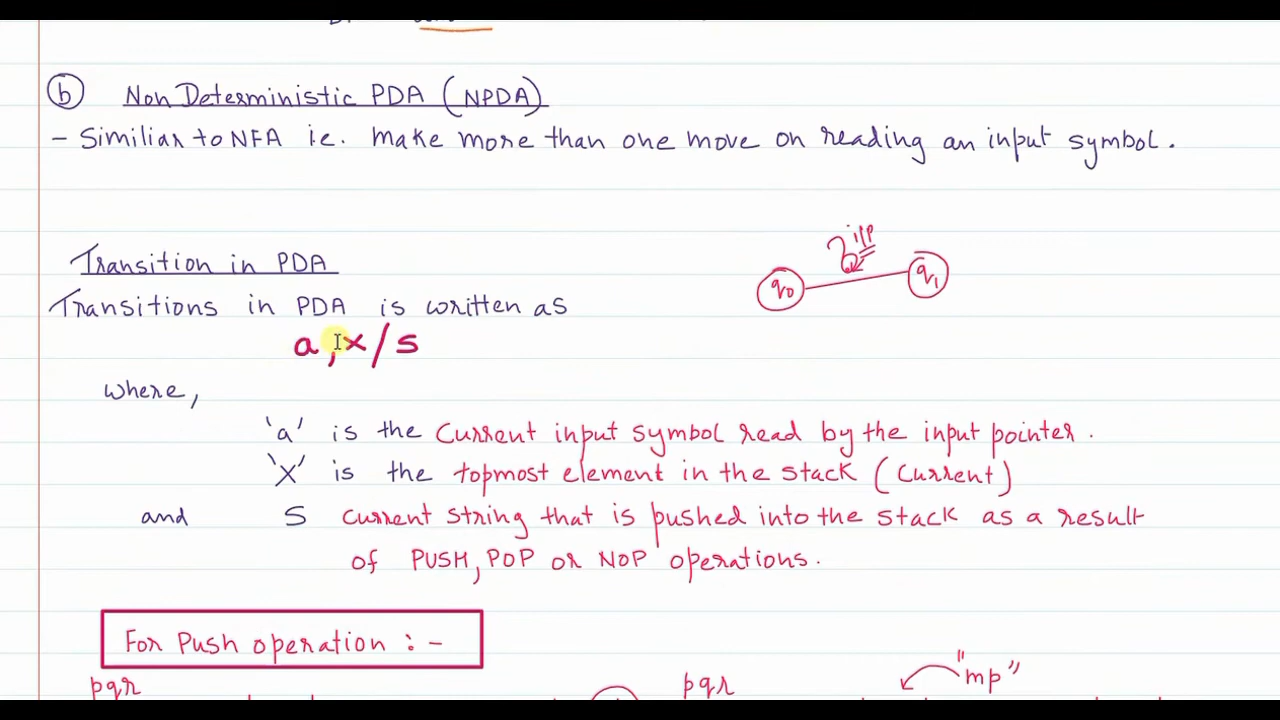 b Non Deterministic PDA (NPDA)
- Similiar to NFA i.e. make more than one move on reading an input symbol.
i/p
Transition in PDA
q0 q1
Transitions in PDA is written as
a, x/s
where,
'a' is the current input symbol read by the input pointer.
'X' is the topmost element in the stack (current)
and S current string that is pushed into the stack as a result
of PUSH, POP or NOP operations.
For Push operation : -
pqr pqr "mp"